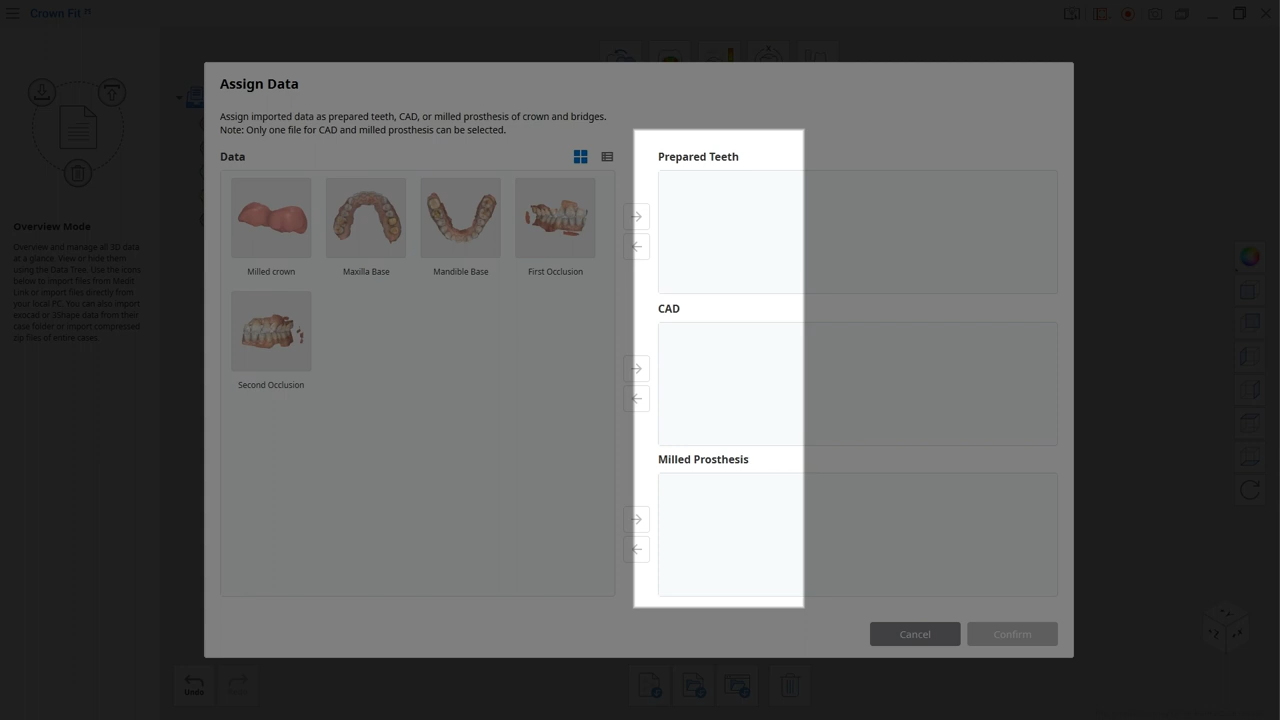 Crown Fit
Assign Data
Assign imported data as prepared teeth, CAD, or milled prosthesis of crown and bridges.
Note: Only one file for CAD and milled prosthesis can be selected.
Data
Prepared Teeth
Milled crown
Maxilla Base
Mandible Base
First Occlusion
Second Occlusion
CAD
Milled Prosthesis
Cancel
Confirm
Overview Mode
Overview and manage all 3D data
at a glance. View or hide them
using the Data Tree. Use the icons
below to import files from Medit
Link or import files directly from
your local PC. You can also import
exocad or 3Shape data from their
case folder or import compressed
zip files of entire cases.
Undo